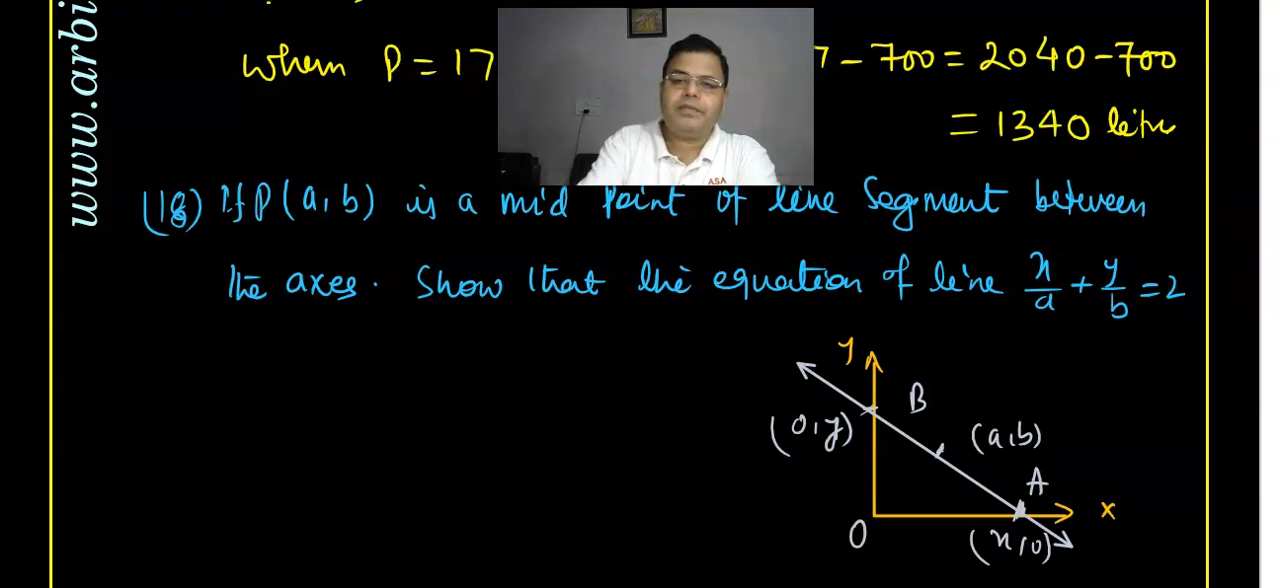 www.arbi
when P = 17
7 - 700 = 2040 - 700
= 1340 litre
ASA
(18) If P(a, b) is a mid point of line segment between
the axes. Show that the equation of line x/a + y/b = 2
y
B
(0, y)
(a, b)
A
x
O
(x, 0)